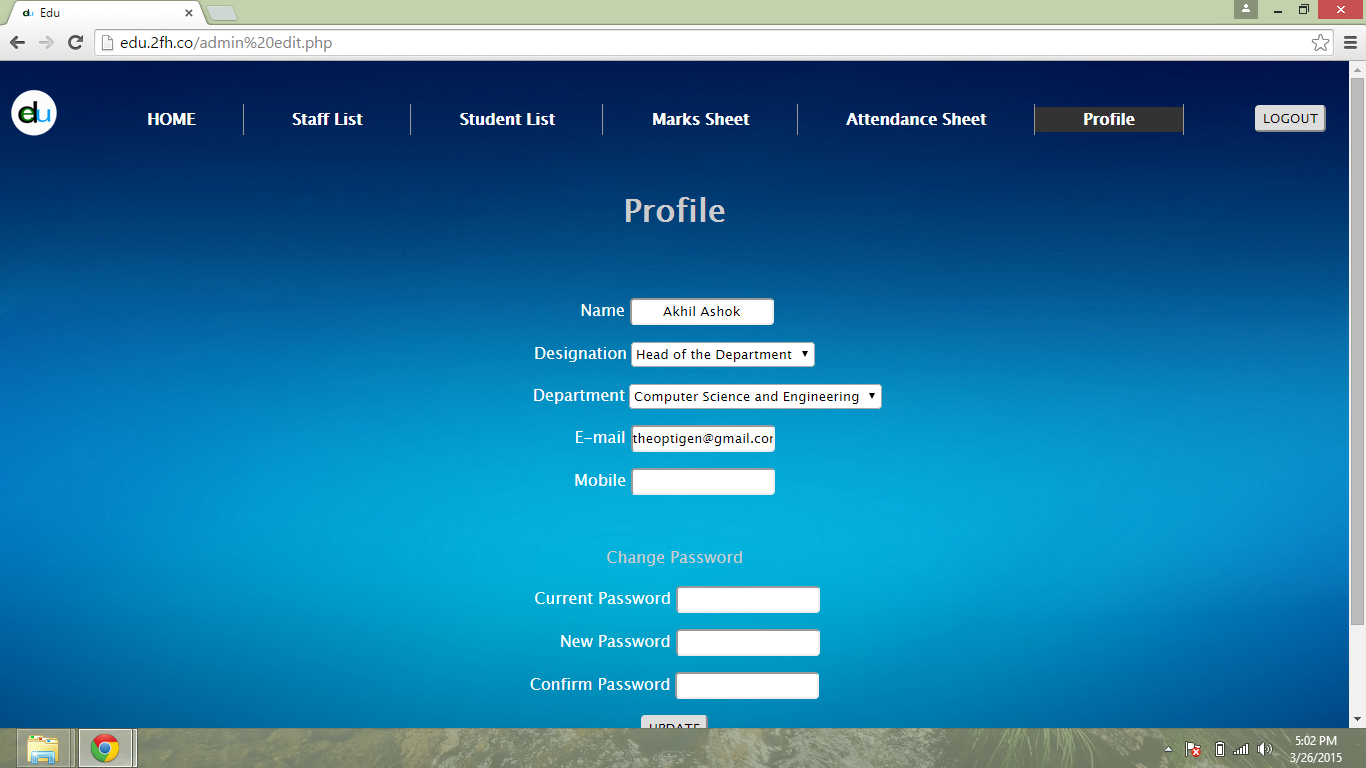 Edu
edu.2fh.co/admin%20edit.php
edu HOME Staff List Student List Marks Sheet Attendance Sheet Profile LOGOUT
Profile
Name Akhil Ashok
Designation Head of the Department
Department Computer Science and Engineering
E-mail theoptigen@gmail.co
Mobile
Change Password
Current Password
New Password
Confirm Password
UPDATE
5:02 PM
3/26/2015